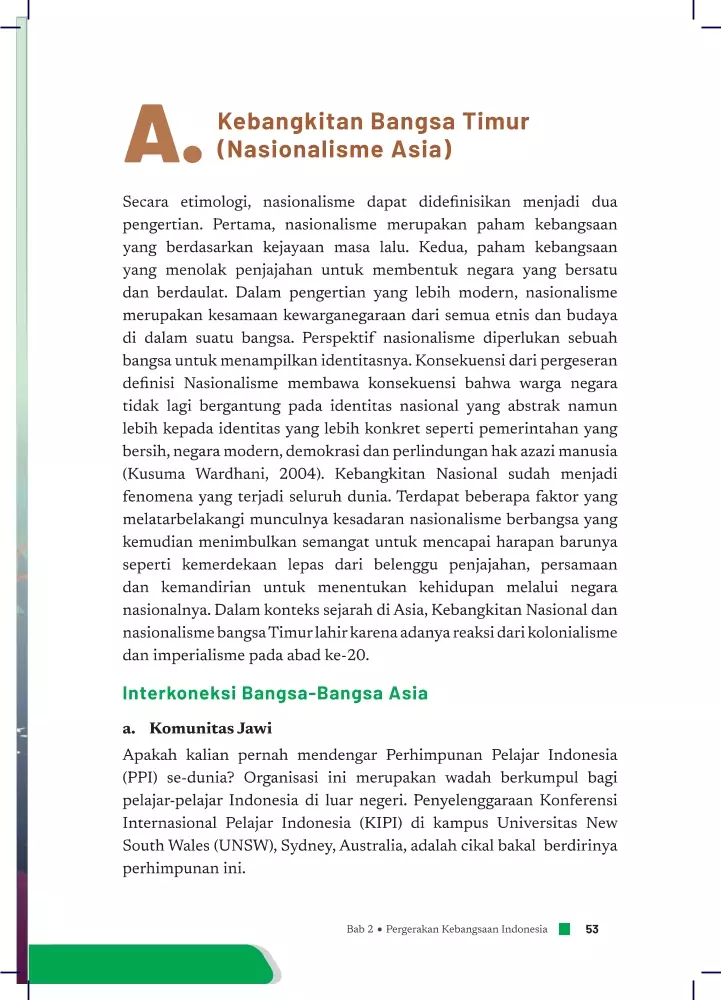 A. Kebangkitan Bangsa Timur
(Nasionalisme Asia)
Secara etimologi, nasionalisme dapat didefinisikan menjadi dua
pengertian. Pertama, nasionalisme merupakan paham kebangsaan
yang berdasarkan kejayaan masa lalu. Kedua, paham kebangsaan
yang menolak penjajahan untuk membentuk negara yang bersatu
dan berdaulat. Dalam pengertian yang lebih modern, nasionalisme
merupakan kesamaan kewarganegaraan dari semua etnis dan budaya
di dalam suatu bangsa. Perspektif nasionalisme diperlukan sebuah
bangsa untuk menampilkan identitasnya. Konsekuensi dari pergeseran
definisi Nasionalisme membawa konsekuensi bahwa warga negara
tidak lagi bergantung pada identitas nasional yang abstrak namun
lebih kepada identitas yang lebih konkret seperti pemerintahan yang
bersih, negara modern, demokrasi dan perlindungan hak azazi manusia
(Kusuma Wardhani, 2004). Kebangkitan Nasional sudah menjadi
fenomena yang terjadi seluruh dunia. Terdapat beberapa faktor yang
melatarbelakangi munculnya kesadaran nasionalisme berbangsa yang
kemudian menimbulkan semangat untuk mencapai harapan barunya
seperti kemerdekaan lepas dari belenggu penjajahan, persamaan
dan kemandirian untuk menentukan kehidupan melalui negara
nasionalnya. Dalam konteks sejarah di Asia, Kebangkitan Nasional dan
nasionalisme bangsa Timur lahir karena adanya reaksi dari kolonialisme
dan imperialisme pada abad ke-20.
Interkoneksi Bangsa-Bangsa Asia
a. Komunitas Jawi
Apakah kalian pernah mendengar Perhimpunan Pelajar Indonesia
(PPI) se-dunia? Organisasi ini merupakan wadah berkumpul bagi
pelajar-pelajar Indonesia di luar negeri. Penyelenggaraan Konferensi
Internasional Pelajar Indonesia (KIPI) di kampus Universitas New
South Wales (UNSW), Sydney, Australia, adalah cikal bakal berdirinya
perhimpunan ini.
Bab 2 • Pergerakan Kebangsaan Indonesia 53